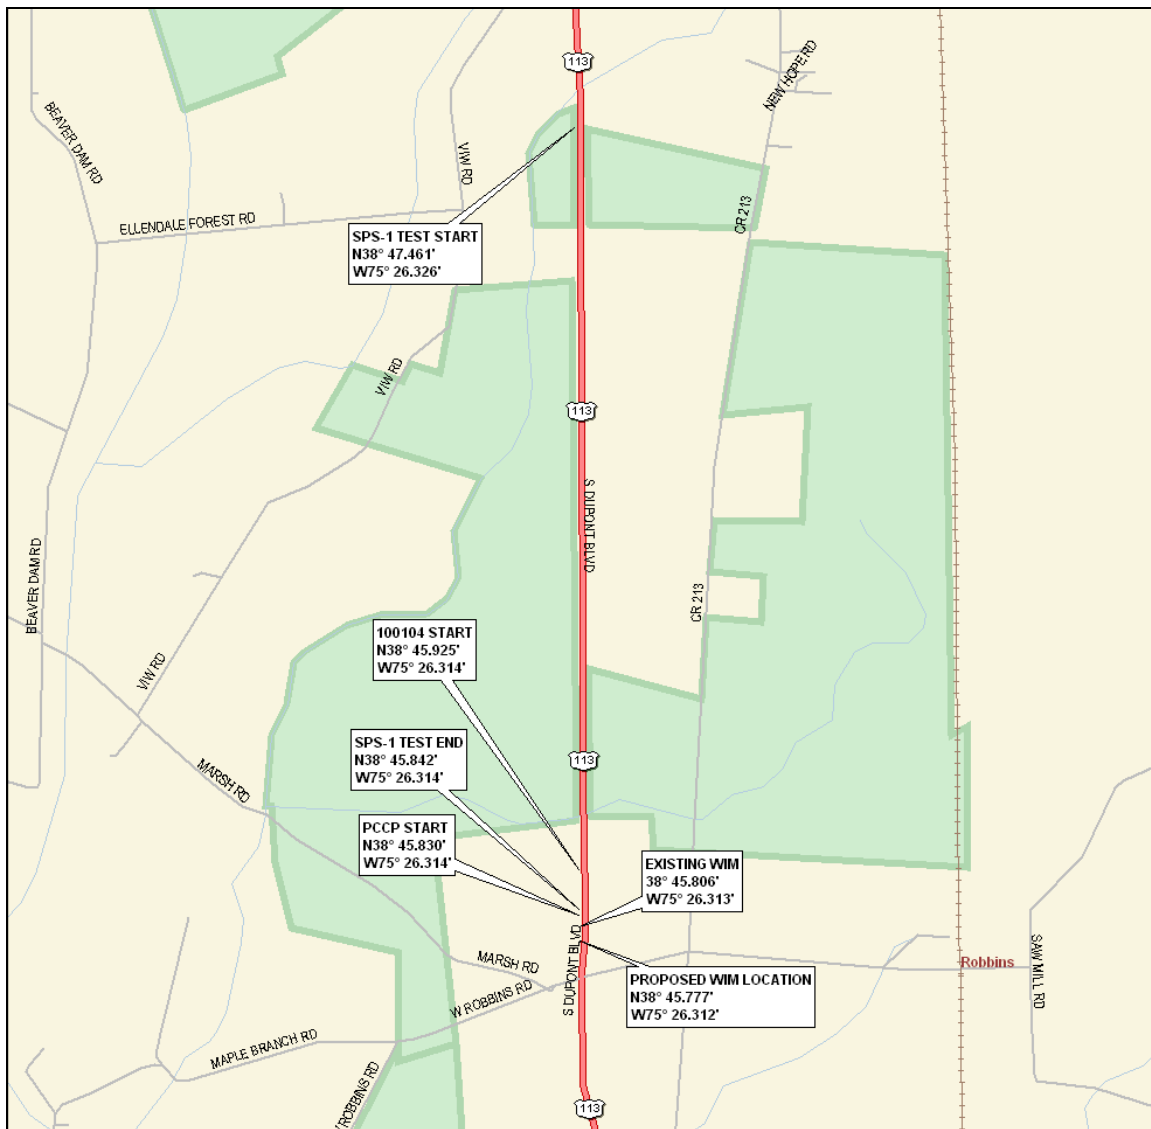 113
NEW HOPE RD
BEAVER DAM RD
VIW RD
CR 213
ELLENDALE FOREST RD
SPS-1 TEST START
N38° 47.461'
W75° 26.326'
VIW RD
113
S DUPONT BLVD
BEAVER DAM RD
CR 213
100104 START
N38° 45.925'
W75° 26.314'
VIW RD
SPS-1 TEST END
N38° 45.842'
W75° 26.314'
113
MARSH RD
PCCP START
N38° 45.830'
W75° 26.314'
EXISTING WIM
38° 45.806'
W75° 26.313'
S DUPONT BLVD
MARSH RD
Robbins
SAW MILL RD
PROPOSED WIM LOCATION
N38° 45.777'
W75° 26.312'
W ROBBINS RD
MAPLE BRANCH RD
ROBBINS RD
113